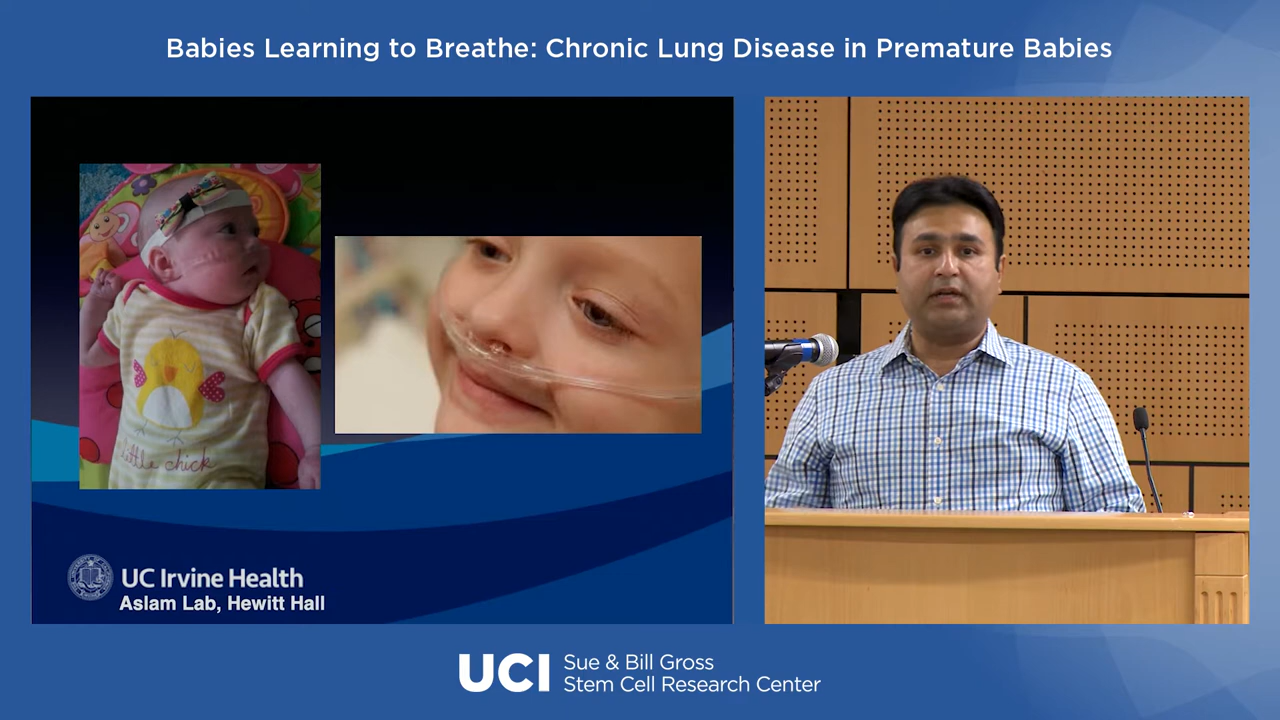 Babies Learning to Breathe: Chronic Lung Disease in Premature Babies
little chick
UC Irvine Health
Aslam Lab, Hewitt Hall
UCI
Sue & Bill Gross
Stem Cell Research Center